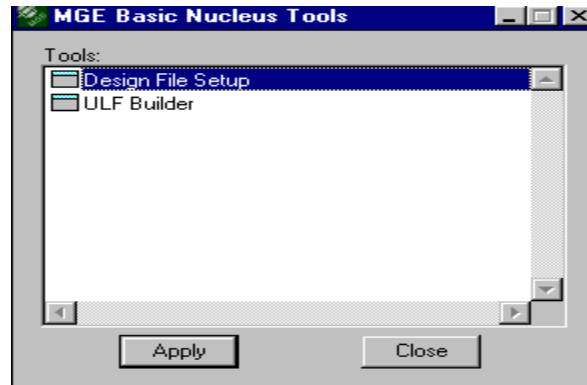 MGE Basic Nucleus Tools
Tools:
Design File Setup
ULF Builder
Apply
Close